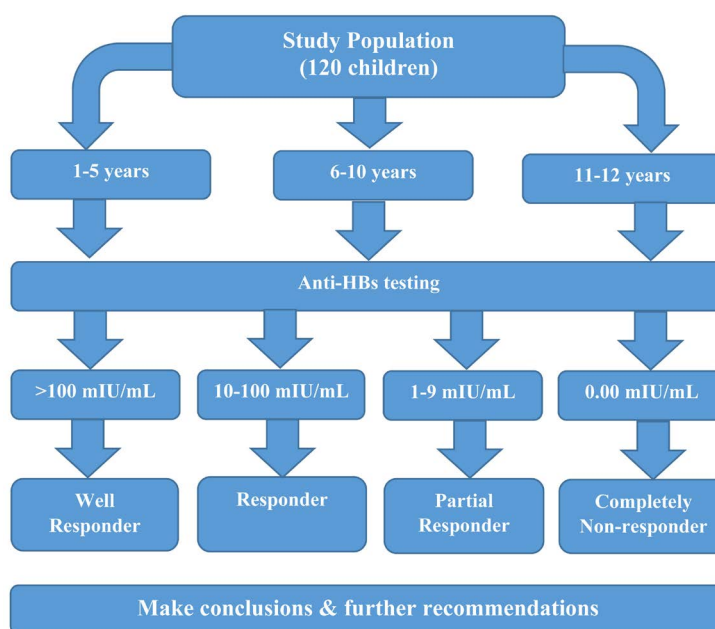 Study Population
(120 children)
1-5 years
6-10 years
11-12 years
Anti-HBs testing
>100 mIU/mL
10-100 mIU/mL
1-9 mIU/mL
0.00 mIU/mL
Well
Responder
Responder
Partial
Responder
Completely
Non-responder
Make conclusions & further recommendations